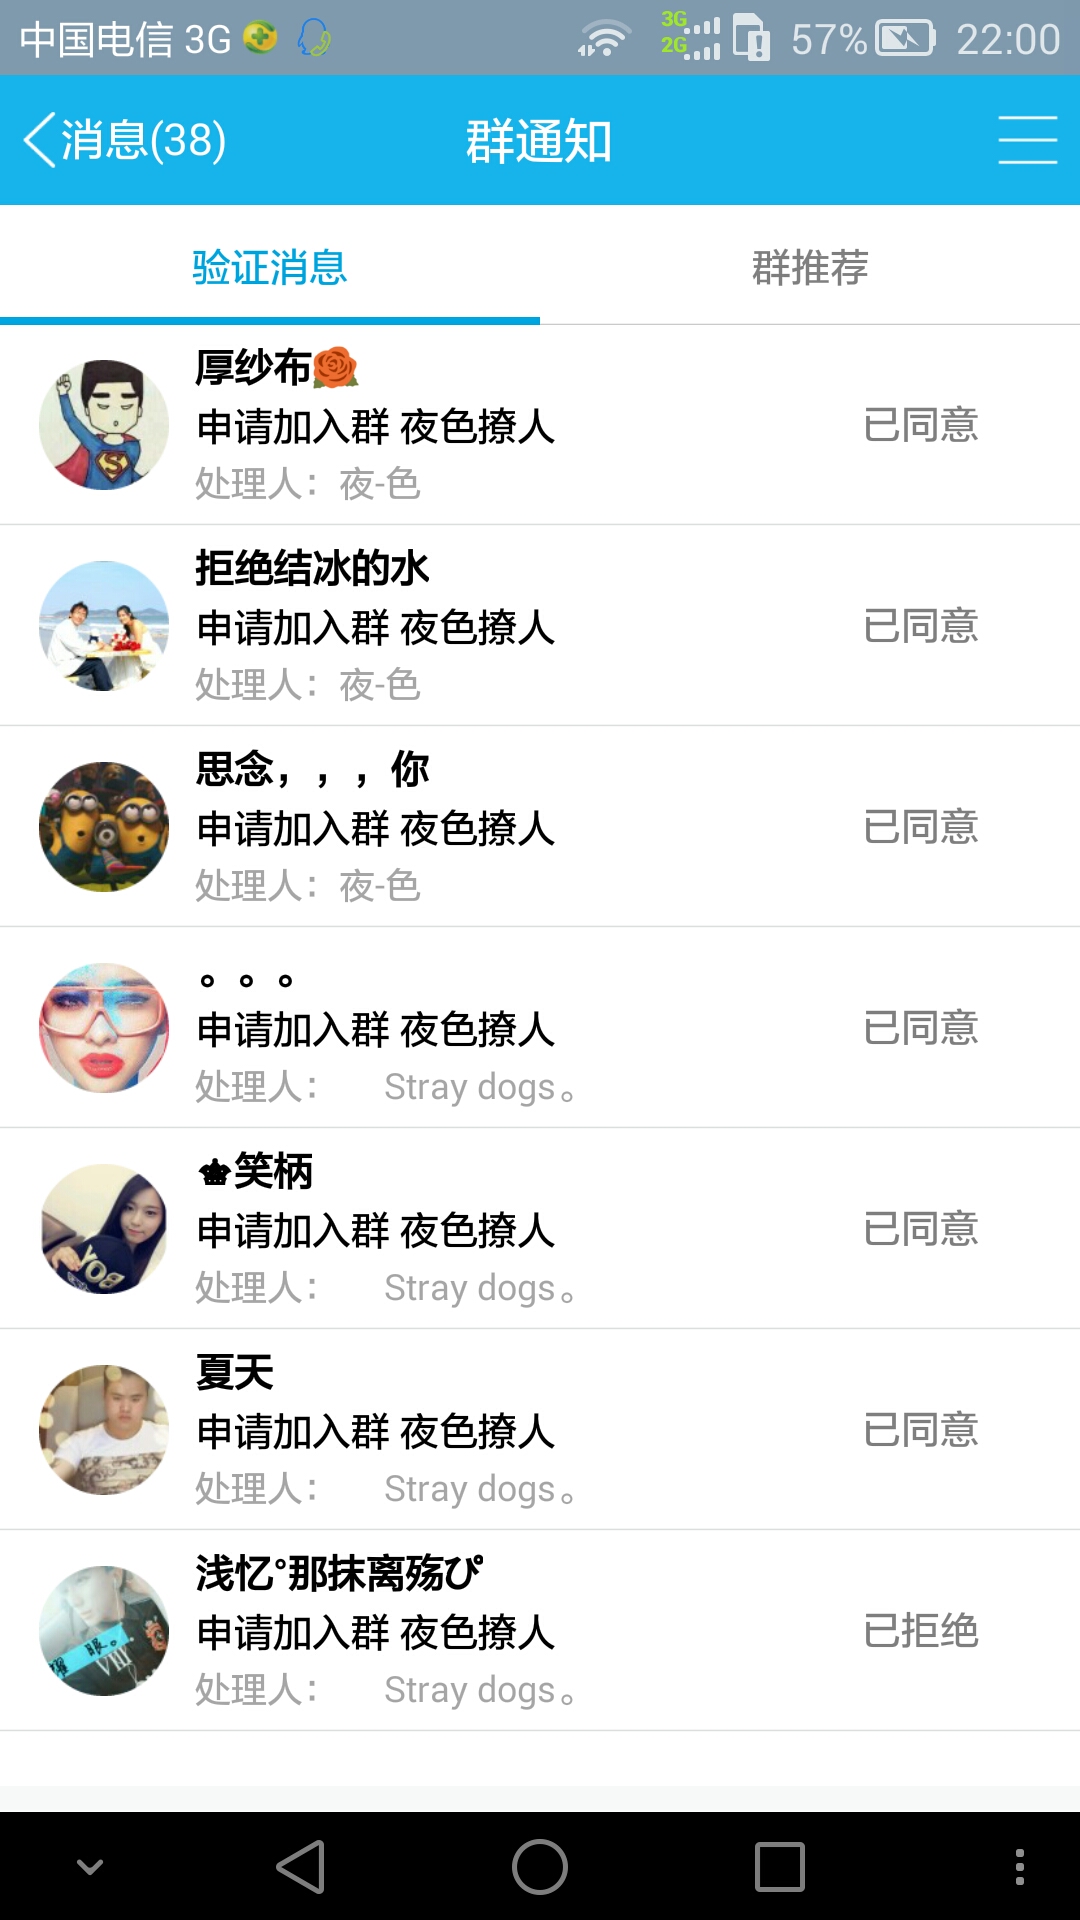 中国电信 3G 3G 2G 57% 22:00
消息(38) 群通知
验证消息 群推荐
厚纱布🌹
申请加入群 夜色撩人 已同意
处理人：夜-色
拒绝结冰的水
申请加入群 夜色撩人 已同意
处理人：夜-色
思念，，，你
申请加入群 夜色撩人 已同意
处理人：夜-色
。。。
申请加入群 夜色撩人 已同意
处理人： Stray dogs。
笑柄
申请加入群 夜色撩人 已同意
处理人： Stray dogs。
夏天
申请加入群 夜色撩人 已同意
处理人： Stray dogs。
浅忆°那抹离殇ぴ
申请加入群 夜色撩人 已拒绝
处理人： Stray dogs。